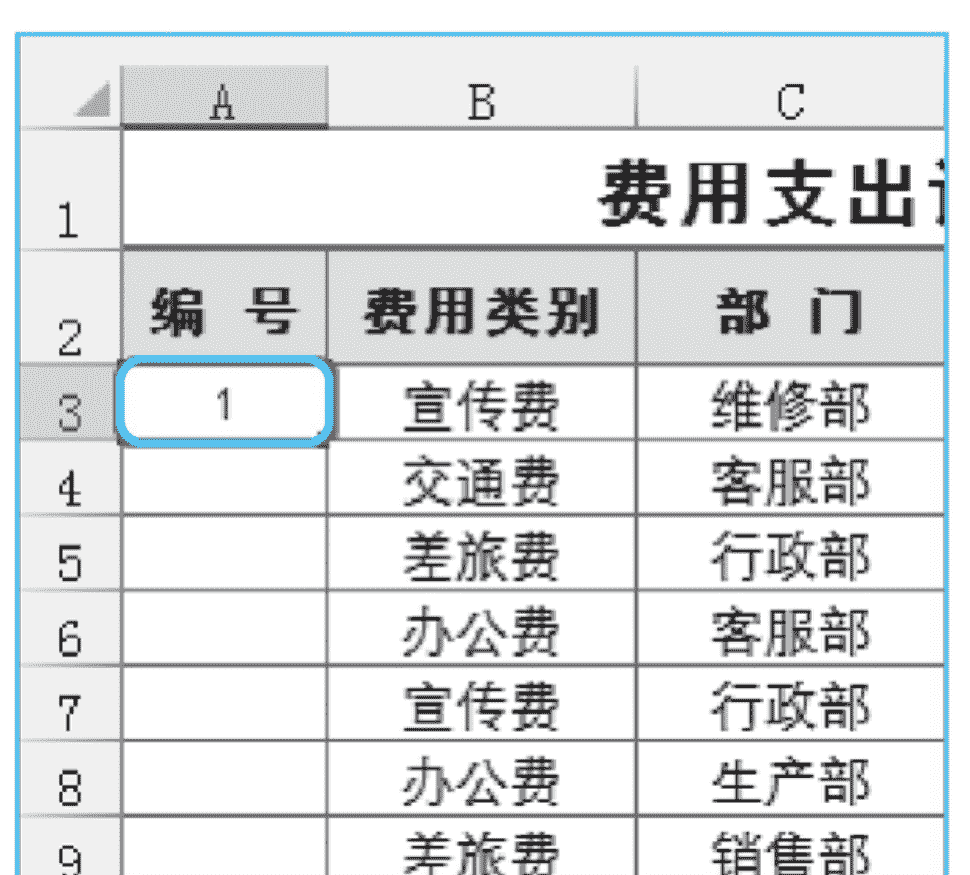 A B C
1 费用支出
2 编 号 费用类别 部 门
3 1 宣传费 维修部
4 交通费 客服部
5 差旅费 行政部
6 办公费 客服部
7 宣传费 行政部
8 办公费 生产部
9 差旅费 销售部